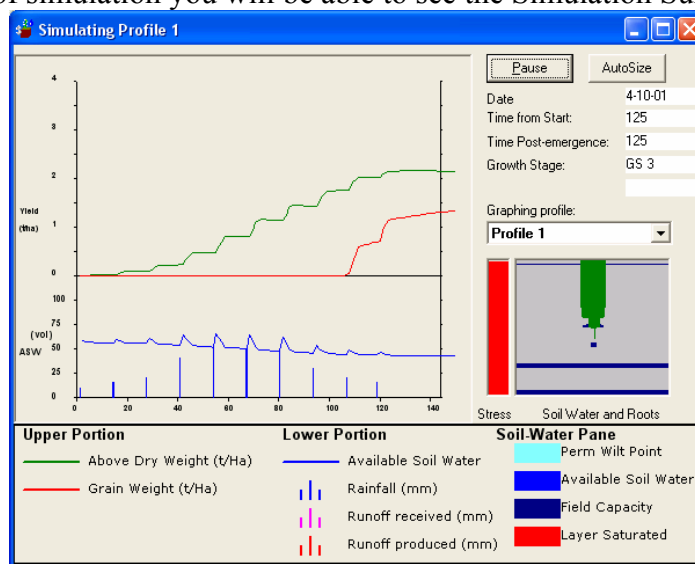 of simulation you will be able to see the Simulation Su
Simulating Profile 1
Pause AutoSize
Date 4-10-01
Time from Start: 125
Time Post-emergence: 125
Growth Stage: GS 3
Graphing profile:
Profile 1
4
3
2
Yield 1
(t/ha)
0
100
75
(vol) 50
ASW
25
0
0 20 40 60 80 100 120 140
Stress Soil Water and Roots
Upper Portion
Above Dry Weight (t/Ha)
Grain Weight (t/Ha)
Lower Portion
Available Soil Water
Rainfall (mm)
Runoff received (mm)
Runoff produced (mm)
Soil-Water Pane
Perm Wilt Point
Available Soil Water
Field Capacity
Layer Saturated